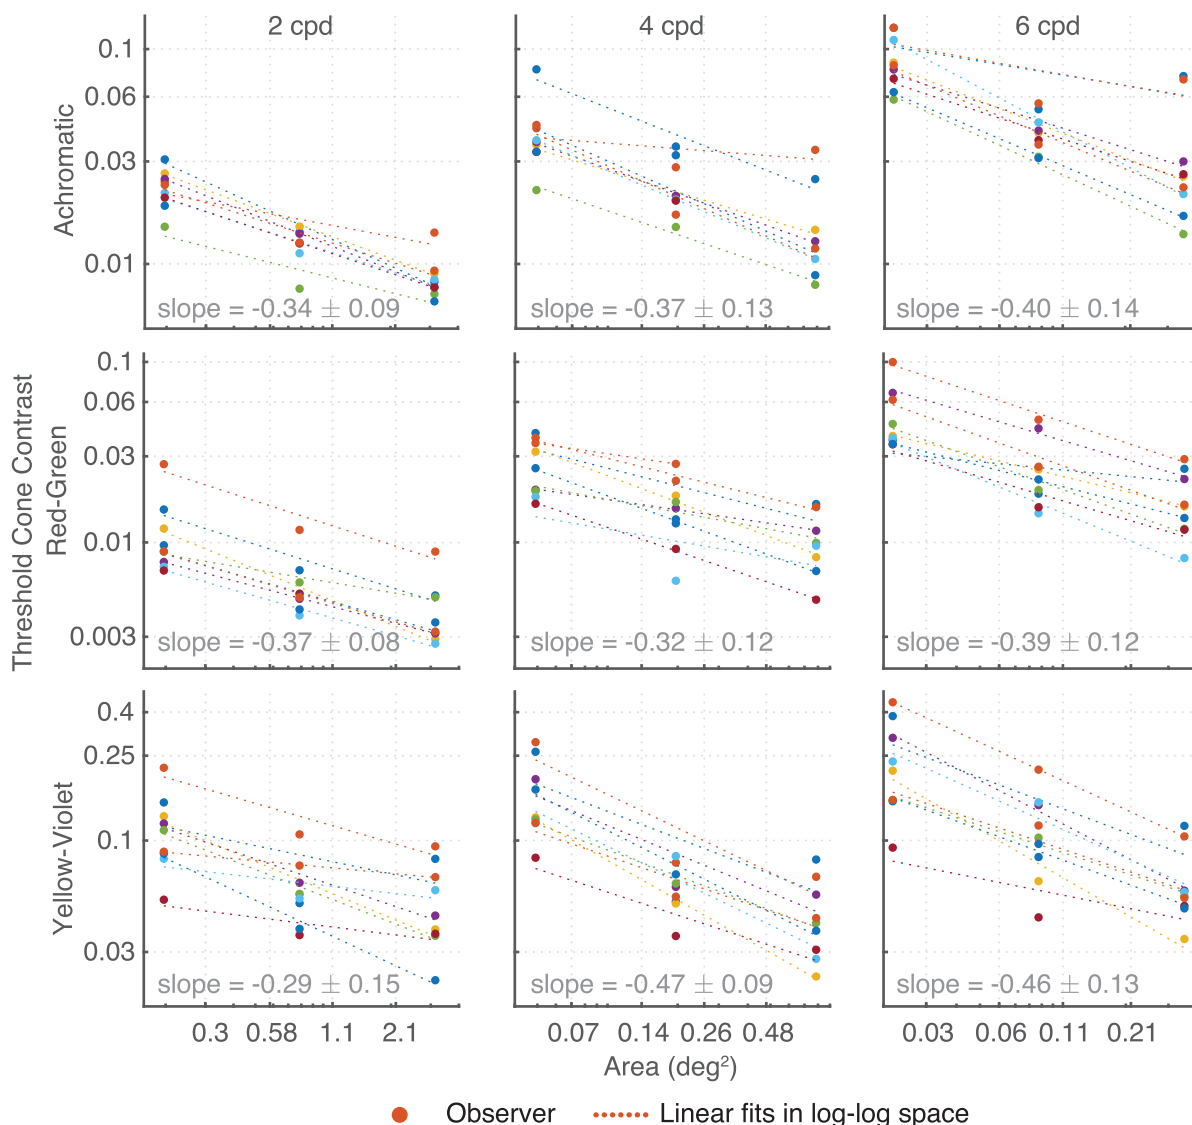 2 cpd
4 cpd
6 cpd
Threshold Cone Contrast
Achromatic
0.1
0.06
0.03
0.01
slope = -0.34 ± 0.09
slope = -0.37 ± 0.13
slope = -0.40 ± 0.14
Red-Green
0.1
0.06
0.03
0.01
0.003
slope = -0.37 ± 0.08
slope = -0.32 ± 0.12
slope = -0.39 ± 0.12
Yellow-Violet
0.4
0.25
0.1
0.03
slope = -0.29 ± 0.15
slope = -0.47 ± 0.09
slope = -0.46 ± 0.13
0.3 0.58 1.1 2.1
0.07 0.14 0.26 0.48
0.03 0.06 0.11 0.21
Area (deg²)
Observer
Linear fits in log-log space